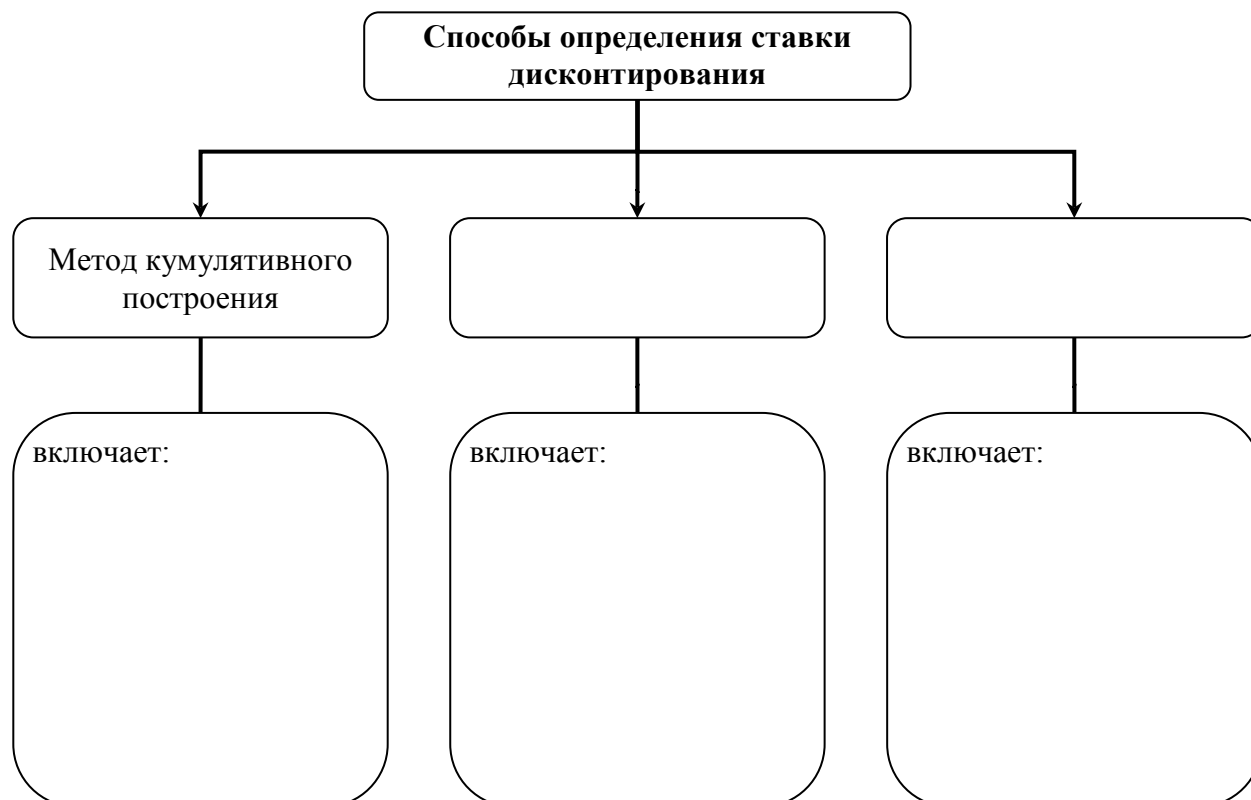 Способы определения ставки
дисконтирования
Метод кумулятивного
построения
включает:
включает:
включает: